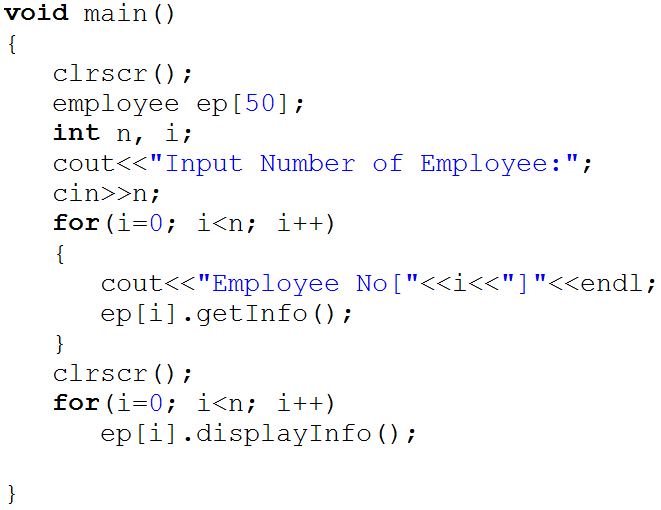 void main()
{
clrscr();
employee ep[50];
int n, i;
cout<<"Input Number of Employee:";
cin>>n;
for(i=0; i<n; i++)
{
cout<<"Employee No["<<i<<"]"<<endl;
ep[i].getInfo();
}
clrscr();
for(i=0; i<n; i++)
ep[i].displayInfo();
}